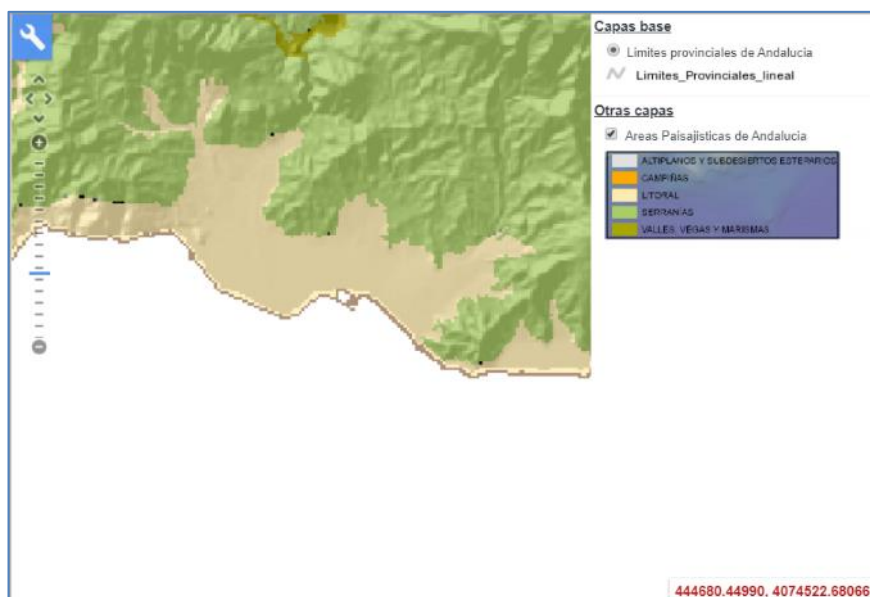 Capas base
Limites provinciales de Andalucia
Limites_Provinciales_lineal
Otras capas
Areas Paisajisticas de Andalucia
ALTIPLANOS Y SUBDESIERTOS ESTEPARIOS
CAMPIÑAS
LITORAL
SERRANIAS
VALLES, VEGAS Y MARISMAS
444680.44990, 4074522.68066